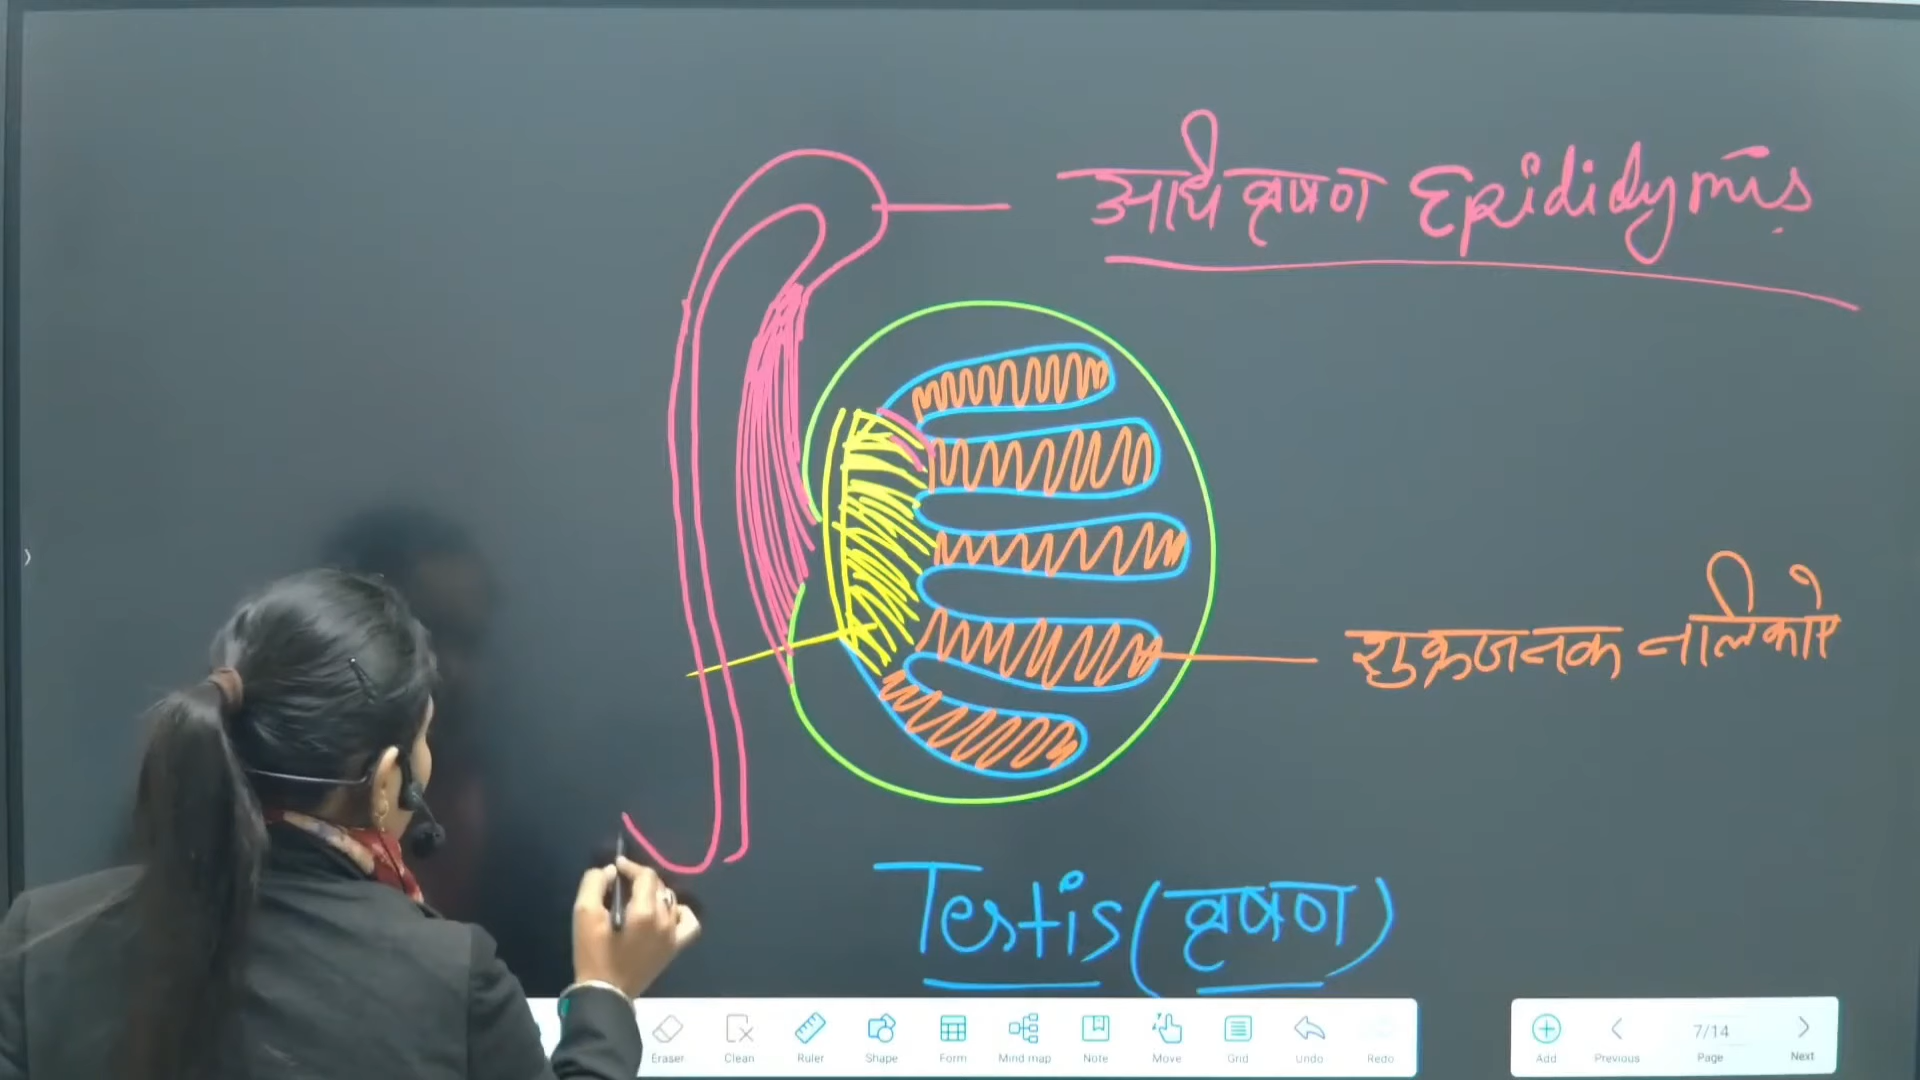 अधिवृषण Epididymis
शुक्रजनक नालिकाएँ
Testis (वृषण)
Eraser Clean Ruler Shape Form Mind map Note Move Grid Undo Redo
Add Previous 7/14 Page Next